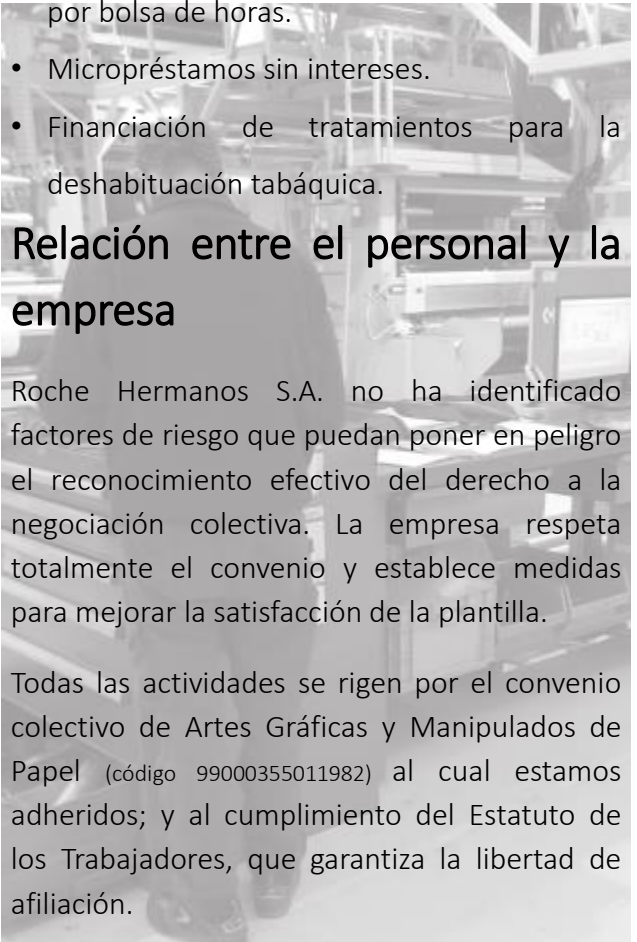 por bolsa de horas.
• Micropréstamos sin intereses.
• Financiación de tratamientos para la
deshabituación tabáquica.
Relación entre el personal y la
empresa
Roche Hermanos S.A. no ha identificado
factores de riesgo que puedan poner en peligro
el reconocimiento efectivo del derecho a la
negociación colectiva. La empresa respeta
totalmente el convenio y establece medidas
para mejorar la satisfacción de la plantilla.
Todas las actividades se rigen por el convenio
colectivo de Artes Gráficas y Manipulados de
Papel (código 99000355011982) al cual estamos
adheridos; y al cumplimiento del Estatuto de
los Trabajadores, que garantiza la libertad de
afiliación.